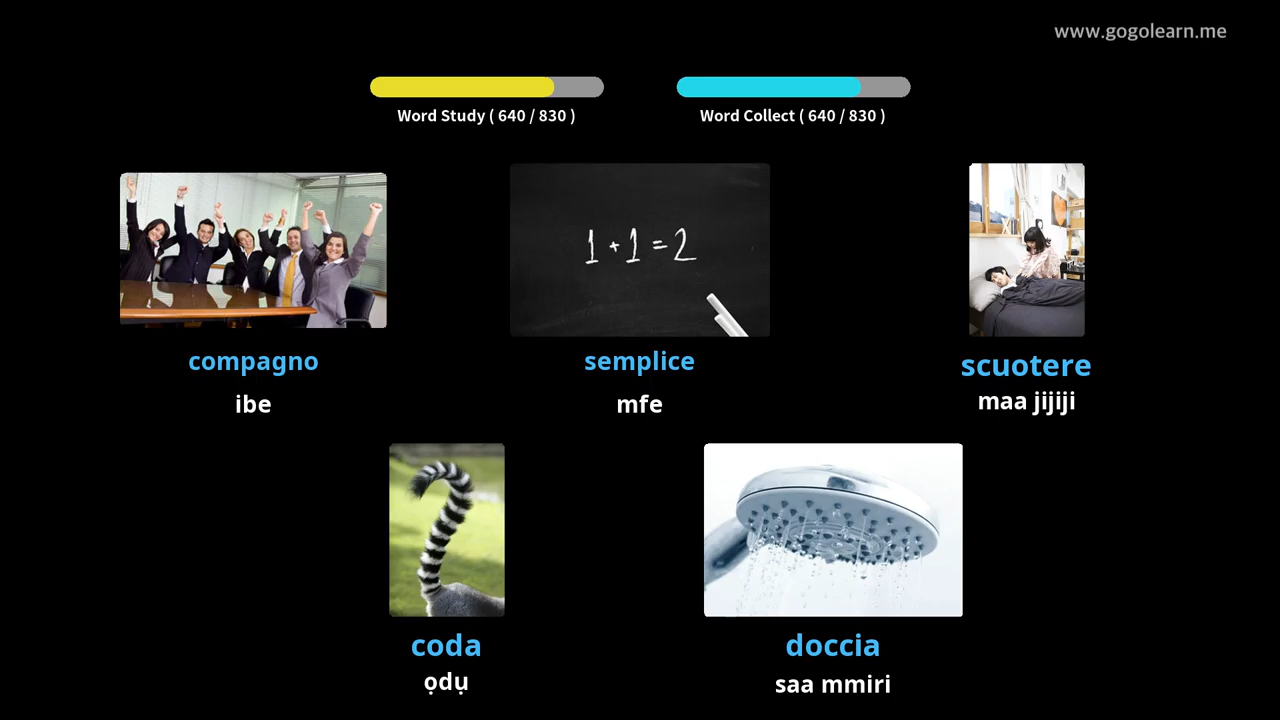 www.gogolearn.me
Word Study ( 640 / 830 )
Word Collect ( 640 / 830 )
1 + 1 = 2
compagno
ibe
semplice
mfe
scuotere
maa jijiji
coda
ọdụ
doccia
saa mmiri